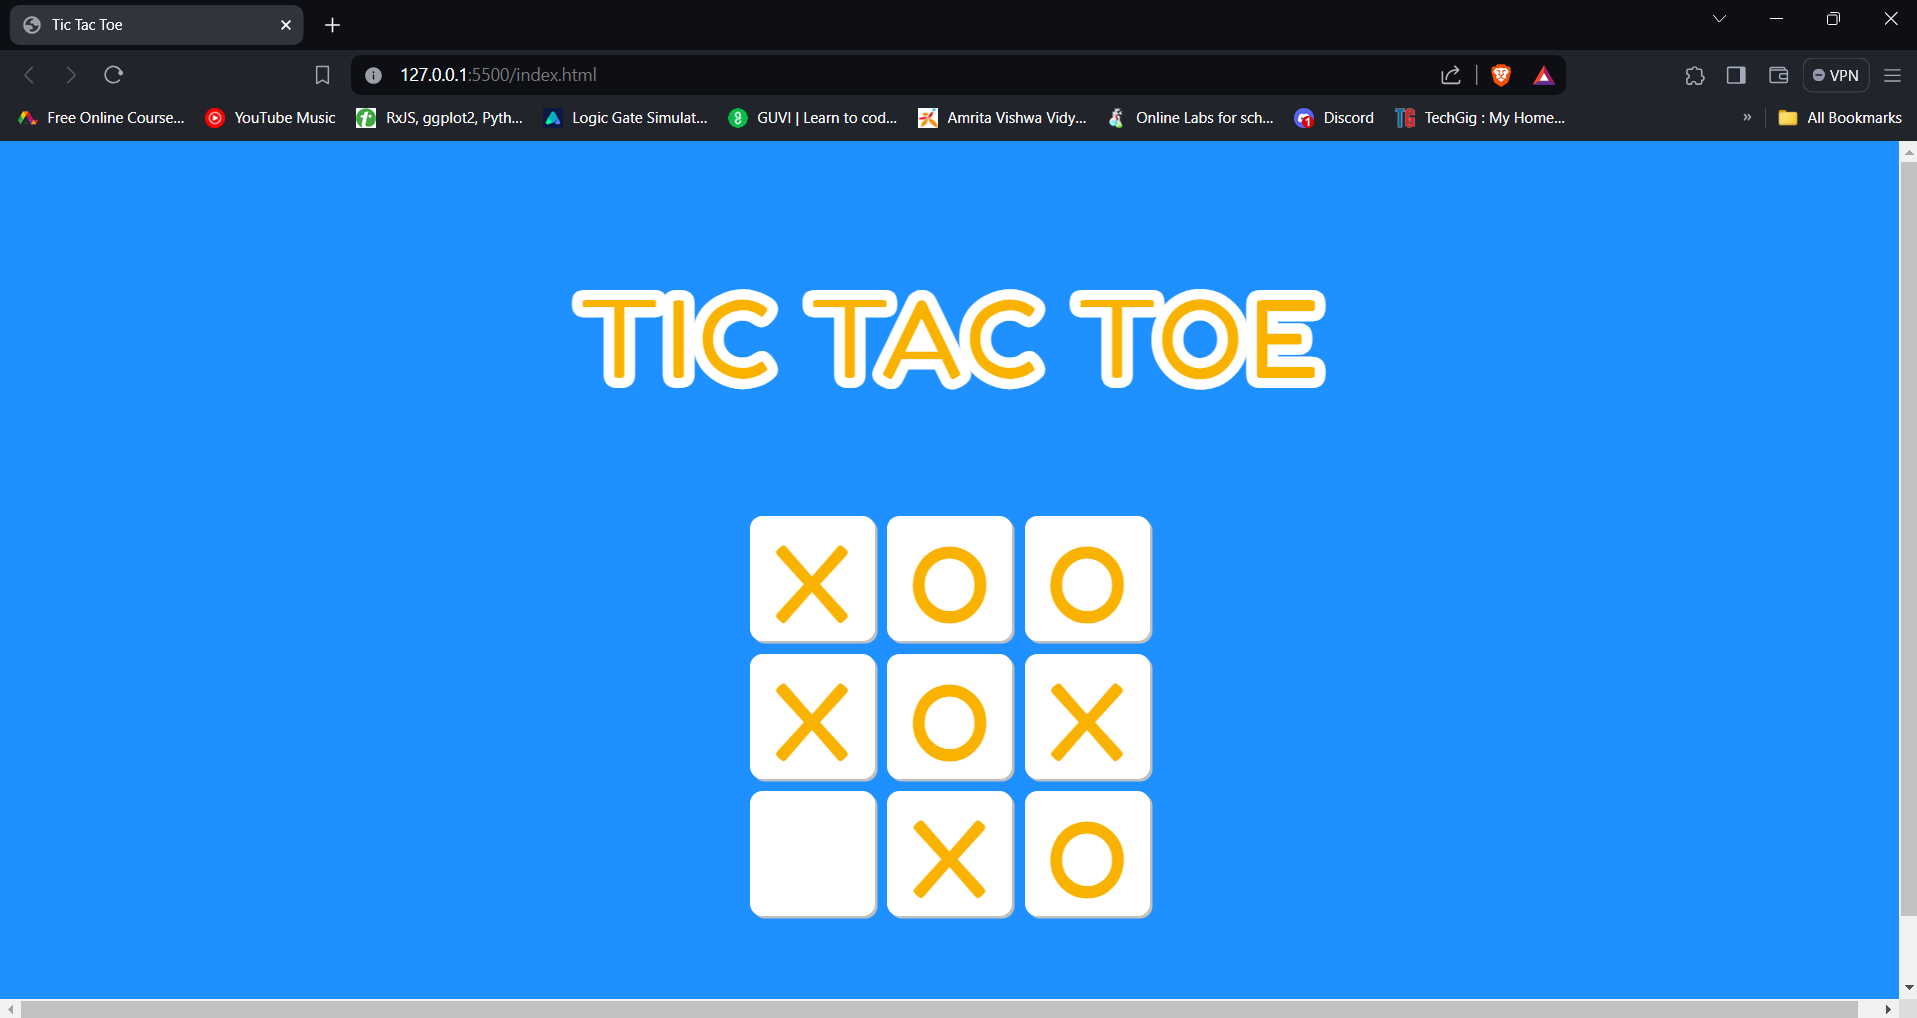 Tic Tac Toe
127.0.0.1:5500/index.html
VPN
Free Online Course... YouTube Music RxJS, ggplot2, Pyth... Logic Gate Simulat... GUVI | Learn to cod... Amrita Vishwa Vidy... Online Labs for sch... Discord TechGig : My Home... » All Bookmarks
TIC TAC TOE
X O O
X O X
X O